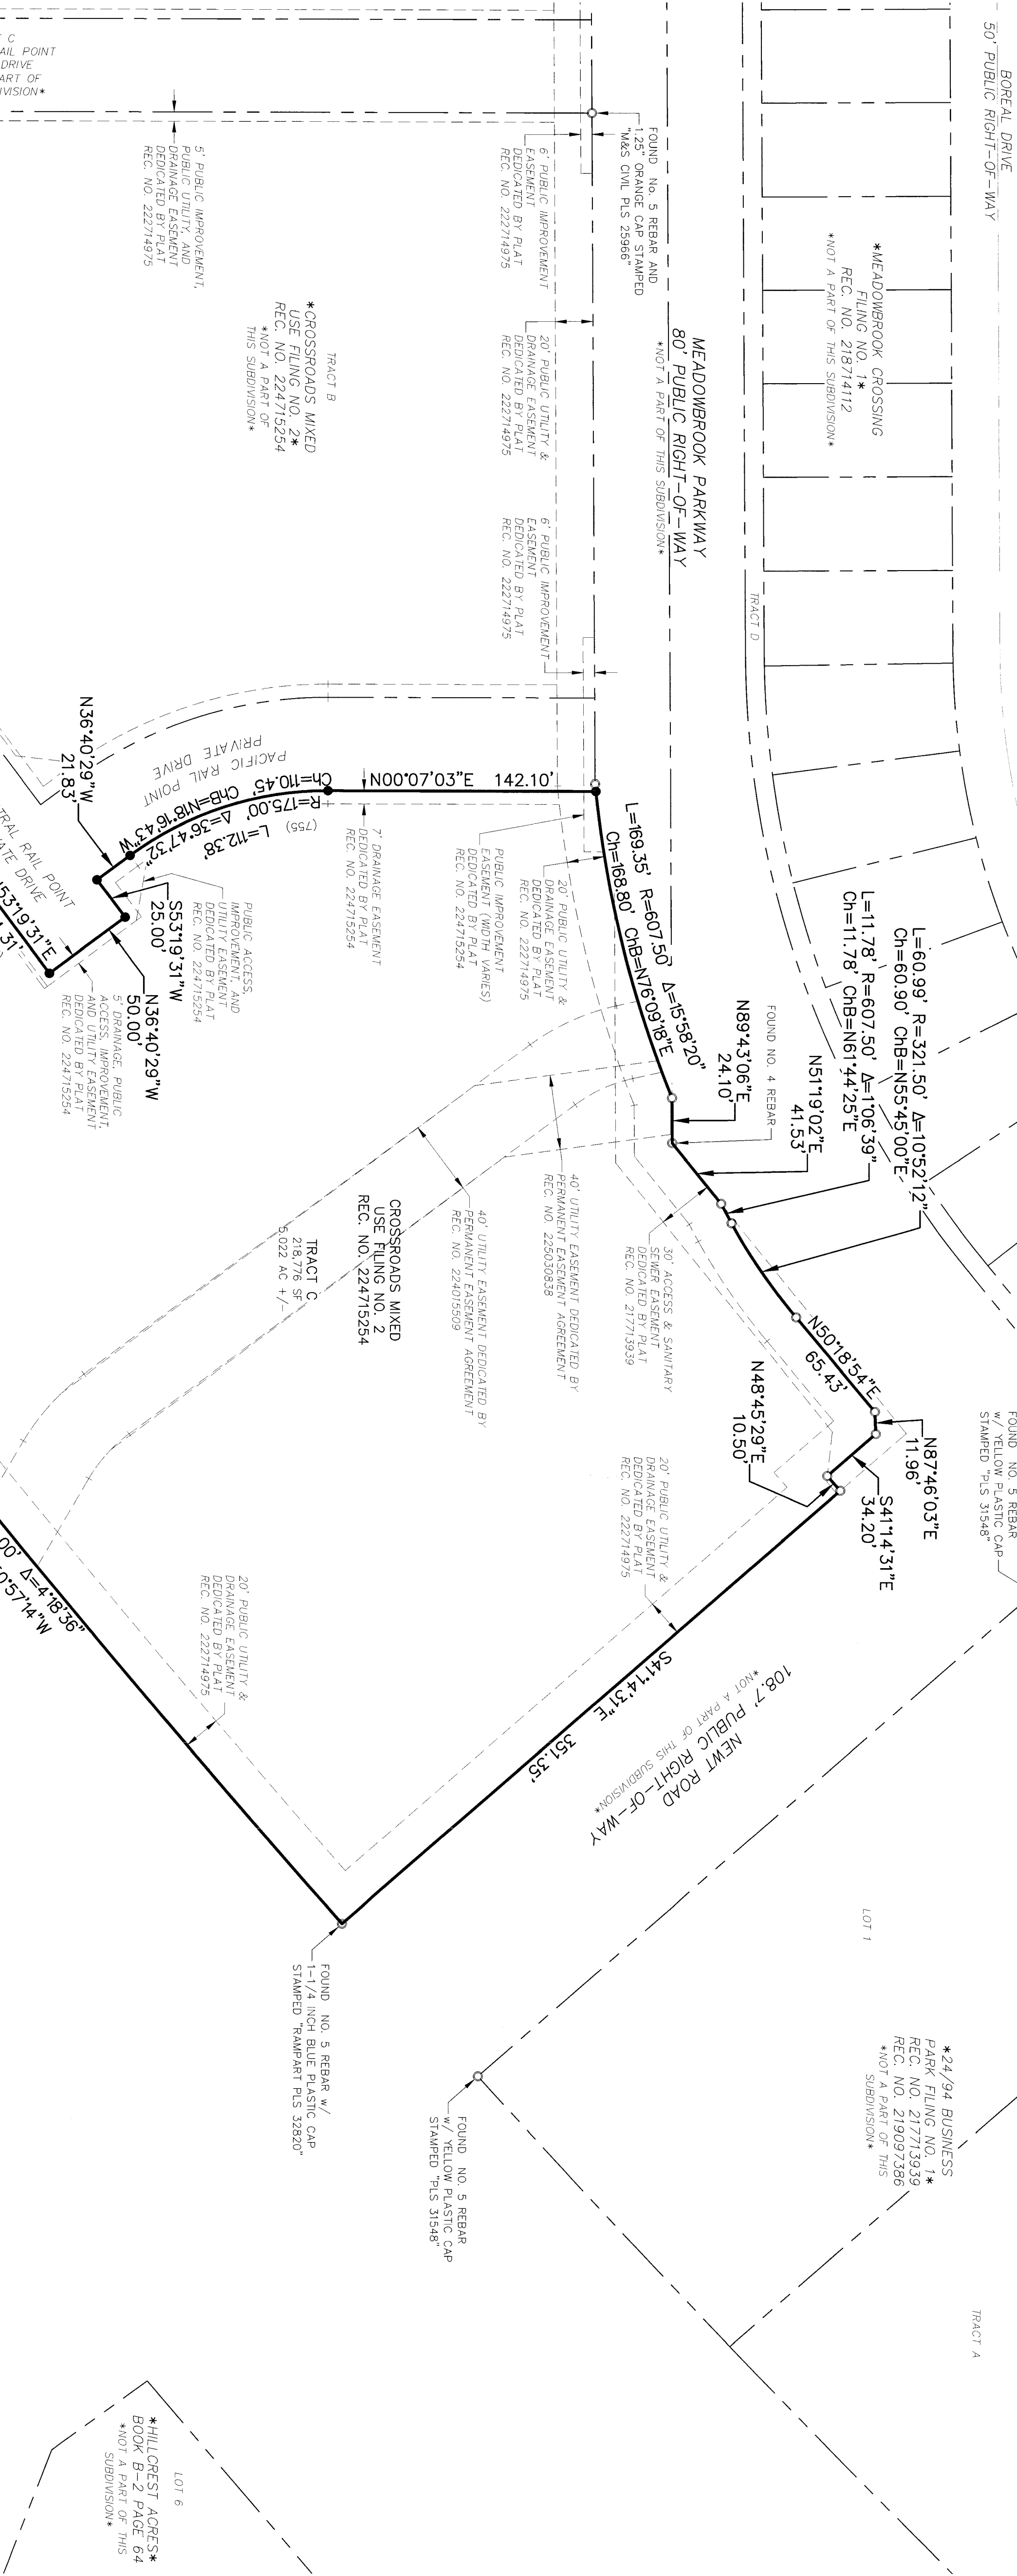 BOREAL DRIVE
50' PUBLIC RIGHT-OF-WAY
*MEADOWBROOK CROSSING
FILING NO. 1*
REC. NO. 218714112
*NOT A PART OF THIS SUBDIVISION*
TRACT D
MEADOWBROOK PARKWAY
80' PUBLIC RIGHT-OF-WAY
*NOT A PART OF THIS SUBDIVISION*
FOUND No. 5 REBAR AND
1.25" ORANGE CAP STAMPED
"M&S CIVIL PLS 25966"
C
AIL POINT
DRIVE
ART OF
IVISION*
6' PUBLIC IMPROVEMENT
EASEMENT
DEDICATED BY PLAT
REC. NO. 222714975
20' PUBLIC UTILITY &
DRAINAGE EASEMENT
DEDICATED BY PLAT
REC. NO. 222714975
6' PUBLIC IMPROVEMENT
EASEMENT
DEDICATED BY PLAT
REC. NO. 222714975
5' PUBLIC IMPROVEMENT,
PUBLIC UTILITY, AND
DRAINAGE EASEMENT
DEDICATED BY PLAT
REC. NO. 222714975
TRACT B
*CROSSROADS MIXED
USE FILING NO. 2*
REC. NO. 224715254
*NOT A PART OF
THIS SUBDIVISION*
L=60.99' R=321.50' Δ=10°52'12"
Ch=60.90' ChB=N55°45'00"E
L=11.78' R=607.50' Δ=1°06'39"
Ch=11.78' ChB=N61°44'25"E
N51°19'02"E
41.53'
FOUND NO. 4 REBAR
N89°43'06"E
24.10'
L=169.35' R=607.50' Δ=15°58'20"
Ch=168.80' ChB=N76°09'18"E
N00°07'03"E 142.10'
(755)
L=112.38'
R=175.00' Δ=36°47'32"
Ch=110.45' ChB=N18°16'43"W
PACIFIC RAIL POINT
PRIVATE DRIVE
N36°40'29"W
21.83'
S53°19'31"W
25.00'
N36°40'29"W
50.00'
TRAL RAIL POINT
ATE DRIVE
53°19'31"E
.31'
20' PUBLIC UTILITY &
DRAINAGE EASEMENT
DEDICATED BY PLAT
REC. NO. 222714975
PUBLIC IMPROVEMENT
EASEMENT (WIDTH VARIES)
DEDICATED BY PLAT
REC. NO. 224715254
7' DRAINAGE EASEMENT
DEDICATED BY PLAT
REC. NO. 224715254
PUBLIC ACCESS,
IMPROVEMENT, AND
UTILITY EASEMENT
DEDICATED BY PLAT
REC. NO. 224715254
5' DRAINAGE, PUBLIC
ACCESS, IMPROVEMENT,
AND UTILITY EASEMENT
DEDICATED BY PLAT
REC. NO. 224715254
30' ACCESS & SANITARY
SEWER EASEMENT
DEDICATED BY PLAT
REC. NO. 217713939
40' UTILITY EASEMENT DEDICATED BY
PERMANENT EASEMENT AGREEMENT
REC. NO. 225030838
40' UTILITY EASEMENT DEDICATED BY
PERMANENT EASEMENT AGREEMENT
REC. NO. 224015509
CROSSROADS MIXED
USE FILING NO. 2
REC. NO. 224715254
TRACT C
218,776 SF
5.022 AC +/-
N50°18'54"E
65.43'
N87°46'03"E
11.96'
S41°14'31"E
34.20'
N48°45'29"E
10.50'
FOUND NO. 5 REBAR
w/ YELLOW PLASTIC CAP
STAMPED "PLS 31548"
20' PUBLIC UTILITY &
DRAINAGE EASEMENT
DEDICATED BY PLAT
REC. NO. 222714975
S41°14'31"E 351.35'
NEWT ROAD
108.7' PUBLIC RIGHT-OF-WAY
*NOT A PART OF THIS SUBDIVISION*
20' PUBLIC UTILITY &
DRAINAGE EASEMENT
DEDICATED BY PLAT
REC. NO. 222714975
00' Δ=4°18'36"
0°57'14"W
FOUND NO. 5 REBAR w/
1-1/4 INCH BLUE PLASTIC CAP
STAMPED "RAMPART PLS 32820"
LOT 1
*24/94 BUSINESS
PARK FILING NO. 1*
REC. NO. 217713939
REC. NO. 219097386
*NOT A PART OF THIS
SUBDIVISION*
FOUND NO. 5 REBAR
w/ YELLOW PLASTIC CAP
STAMPED "PLS 31548"
TRACT A
LOT 6
*HILLCREST ACRES*
BOOK B-2 PAGE 64
*NOT A PART OF THIS
SUBDIVISION*